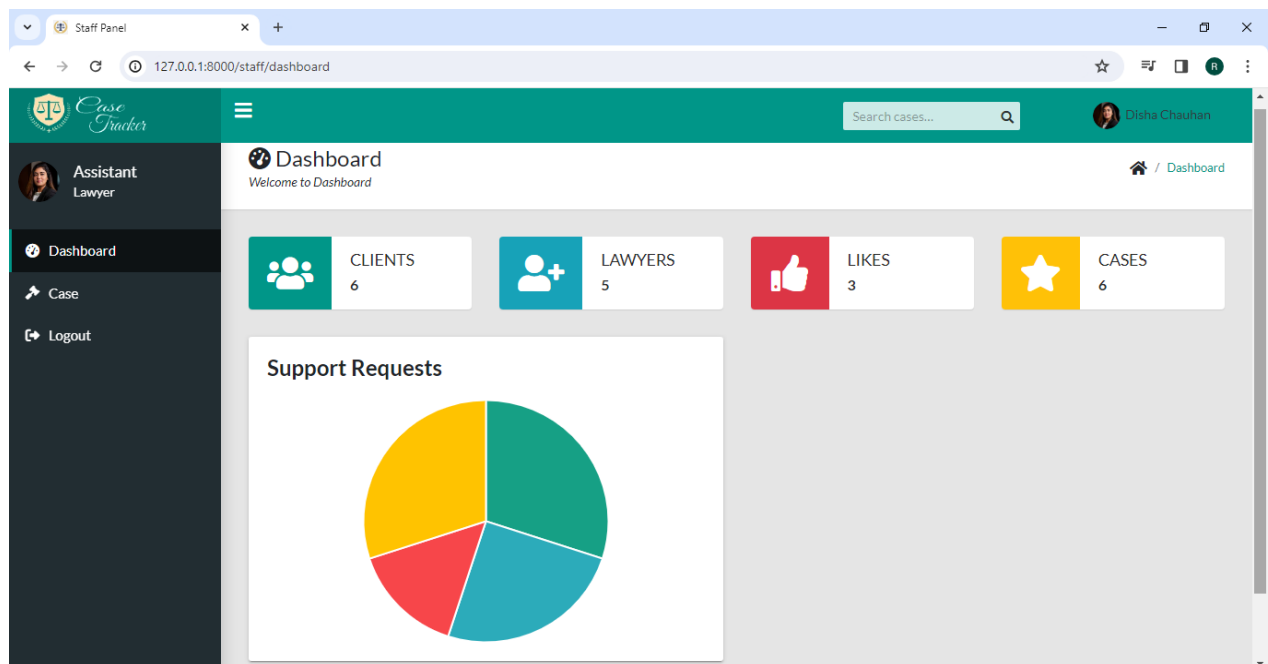 Staff Panel
127.0.0.1:8000/staff/dashboard
R
Case
Tracker
Search cases...
Disha Chauhan
Assistant
Lawyer
Dashboard
Welcome to Dashboard
/ Dashboard
Dashboard
Case
Logout
CLIENTS
6
LAWYERS
5
LIKES
3
CASES
6
Support Requests